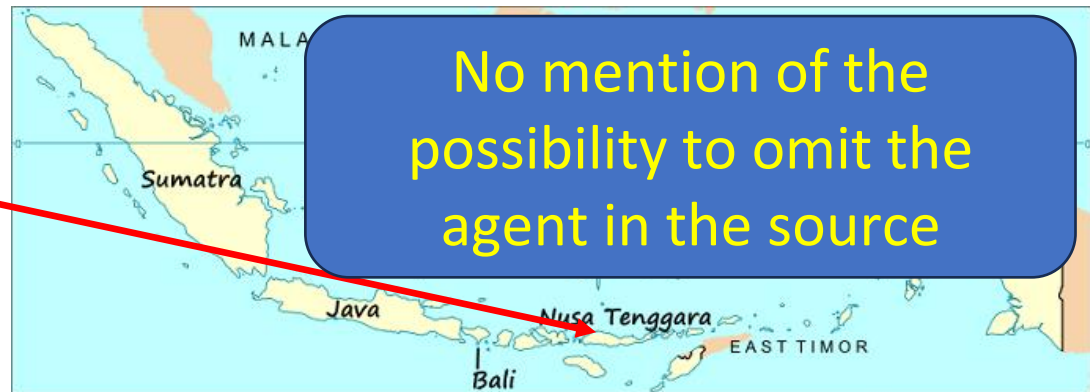 MALA
No mention of the
possibility to omit the
agent in the source
Sumatra
Java
Nusa Tenggara
EAST TIMOR
Bali